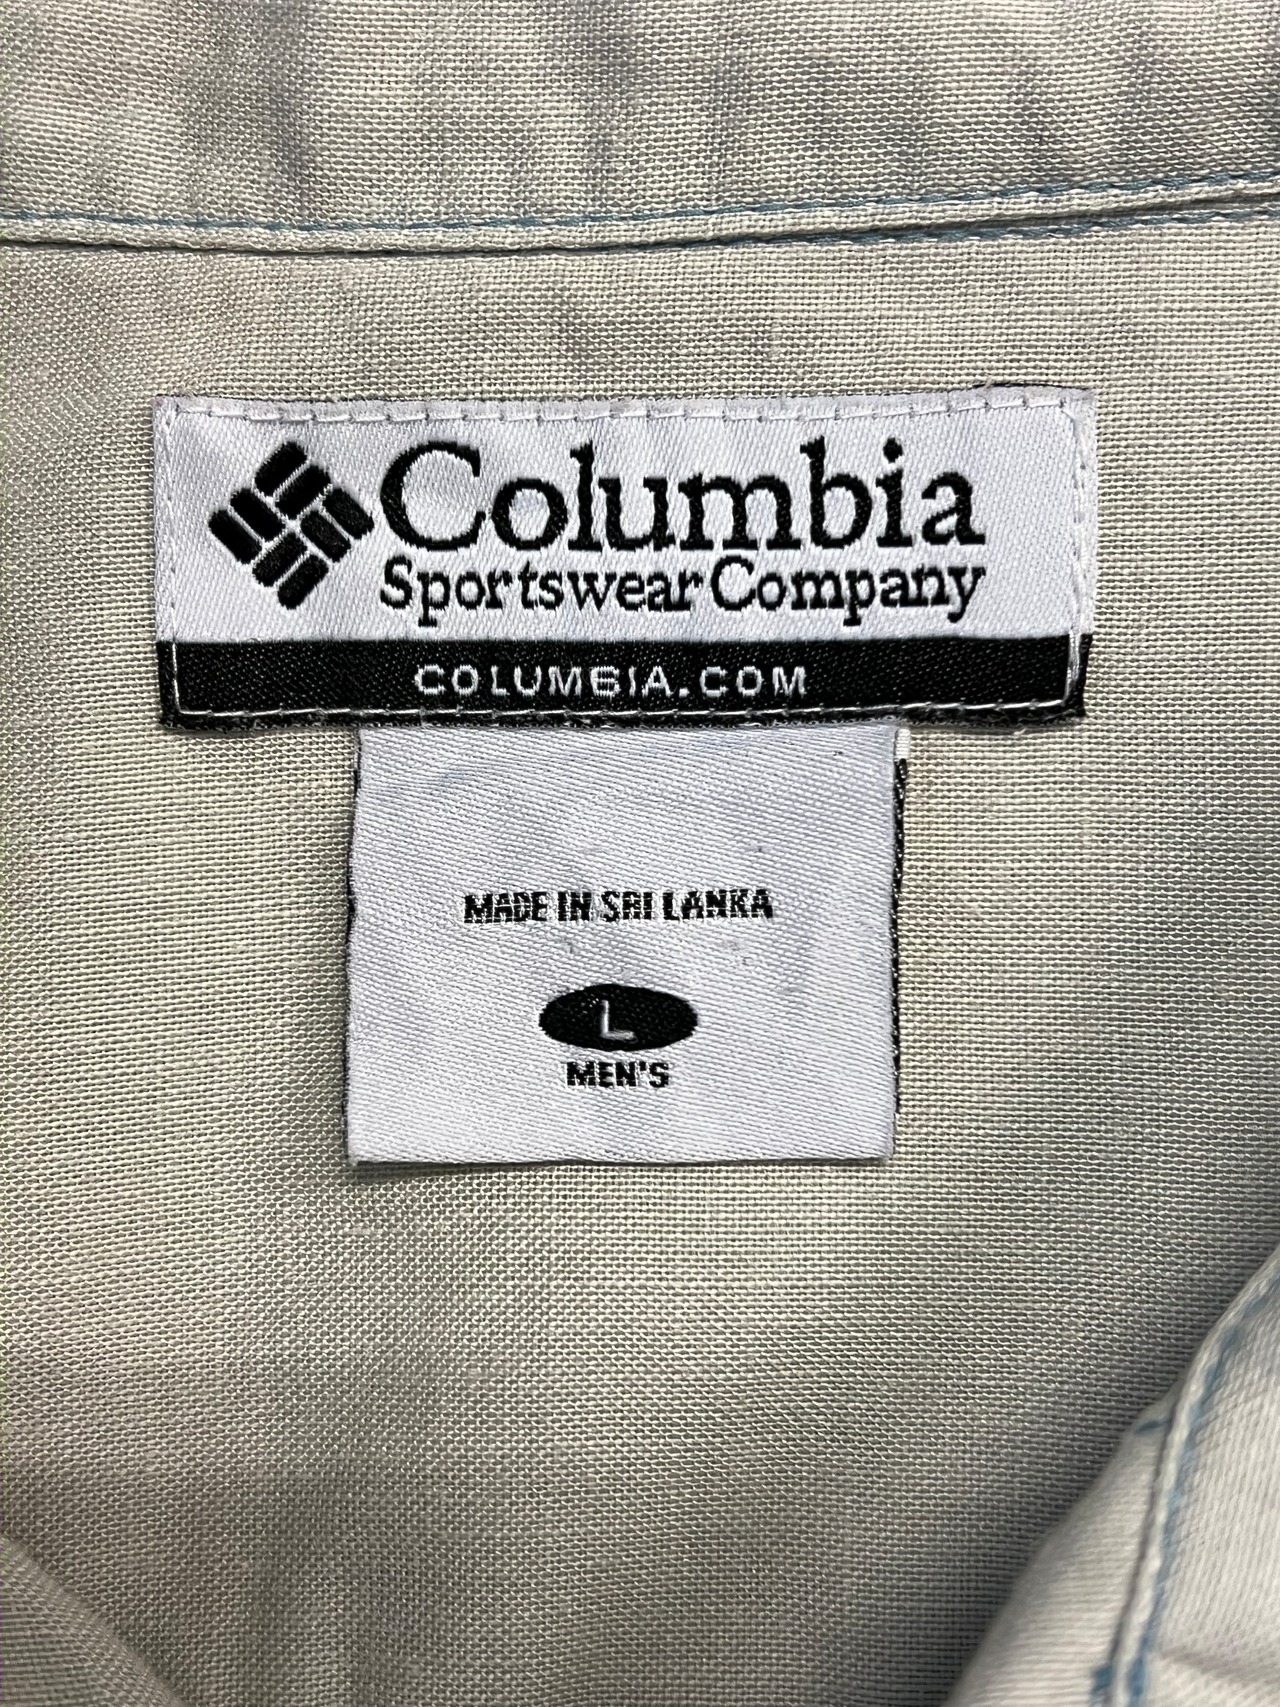 Columbia
Sportswear Company
COLUMBIA.COM
MADE IN SRI LANKA
L
MEN'S